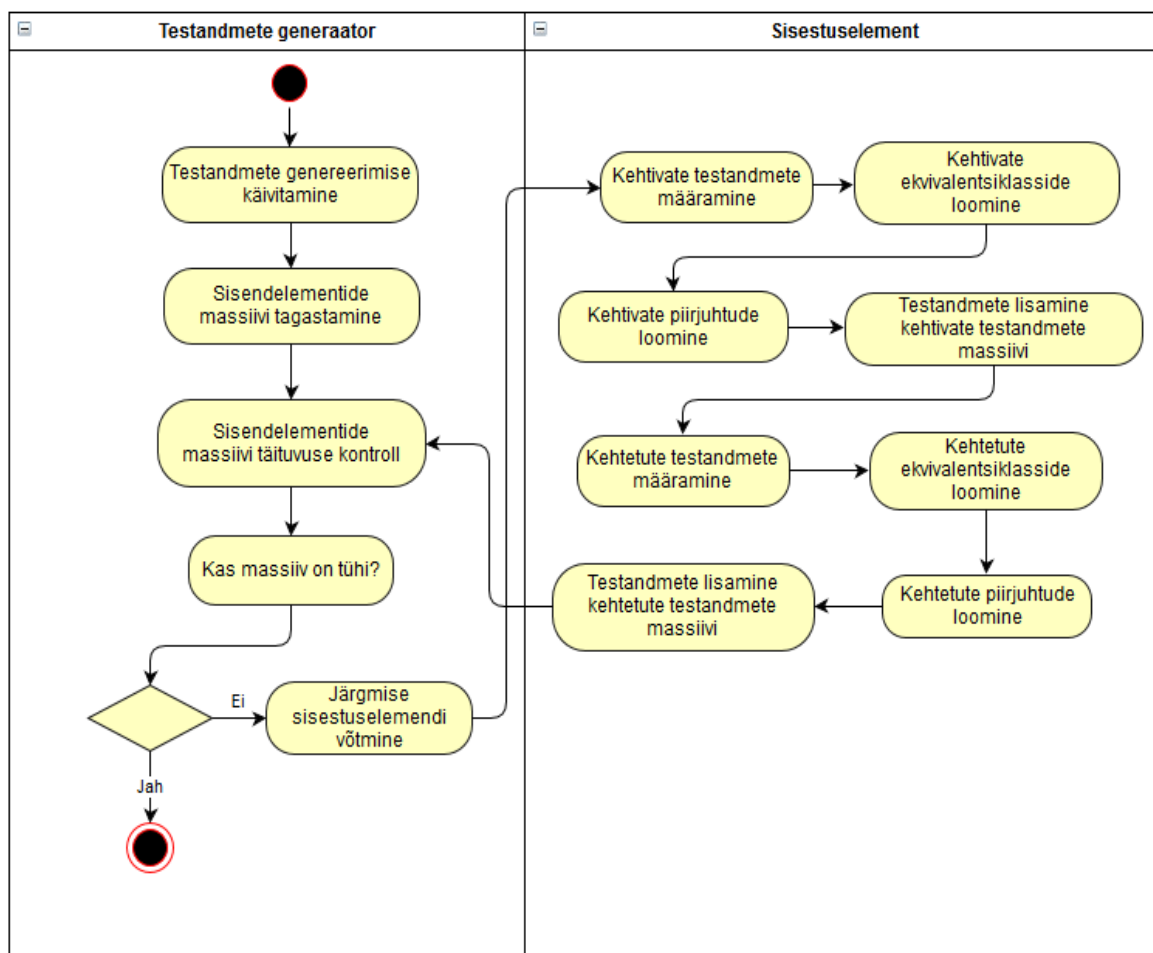 Testandmete generaator
Sisestuselement
Testandmete genereerimise
käivitamine
Sisendelementide
massiivi tagastamine
Sisendelementide
massiivi täituvuse kontroll
Kas massiiv on tühi?
Ei
Jah
Järgmise
sisestuselemendi
võtmine
Kehtivate testandmete
määramine
Kehtivate
ekvivalentsiklasside
loomine
Kehtivate piirjuhtude
loomine
Testandmete lisamine
kehtivate testandmete
massiivi
Kehtetute testandmete
määramine
Kehtetute
ekvivalentsiklasside
loomine
Kehtetute piirjuhtude
loomine
Testandmete lisamine
kehtetute testandmete
massiivi